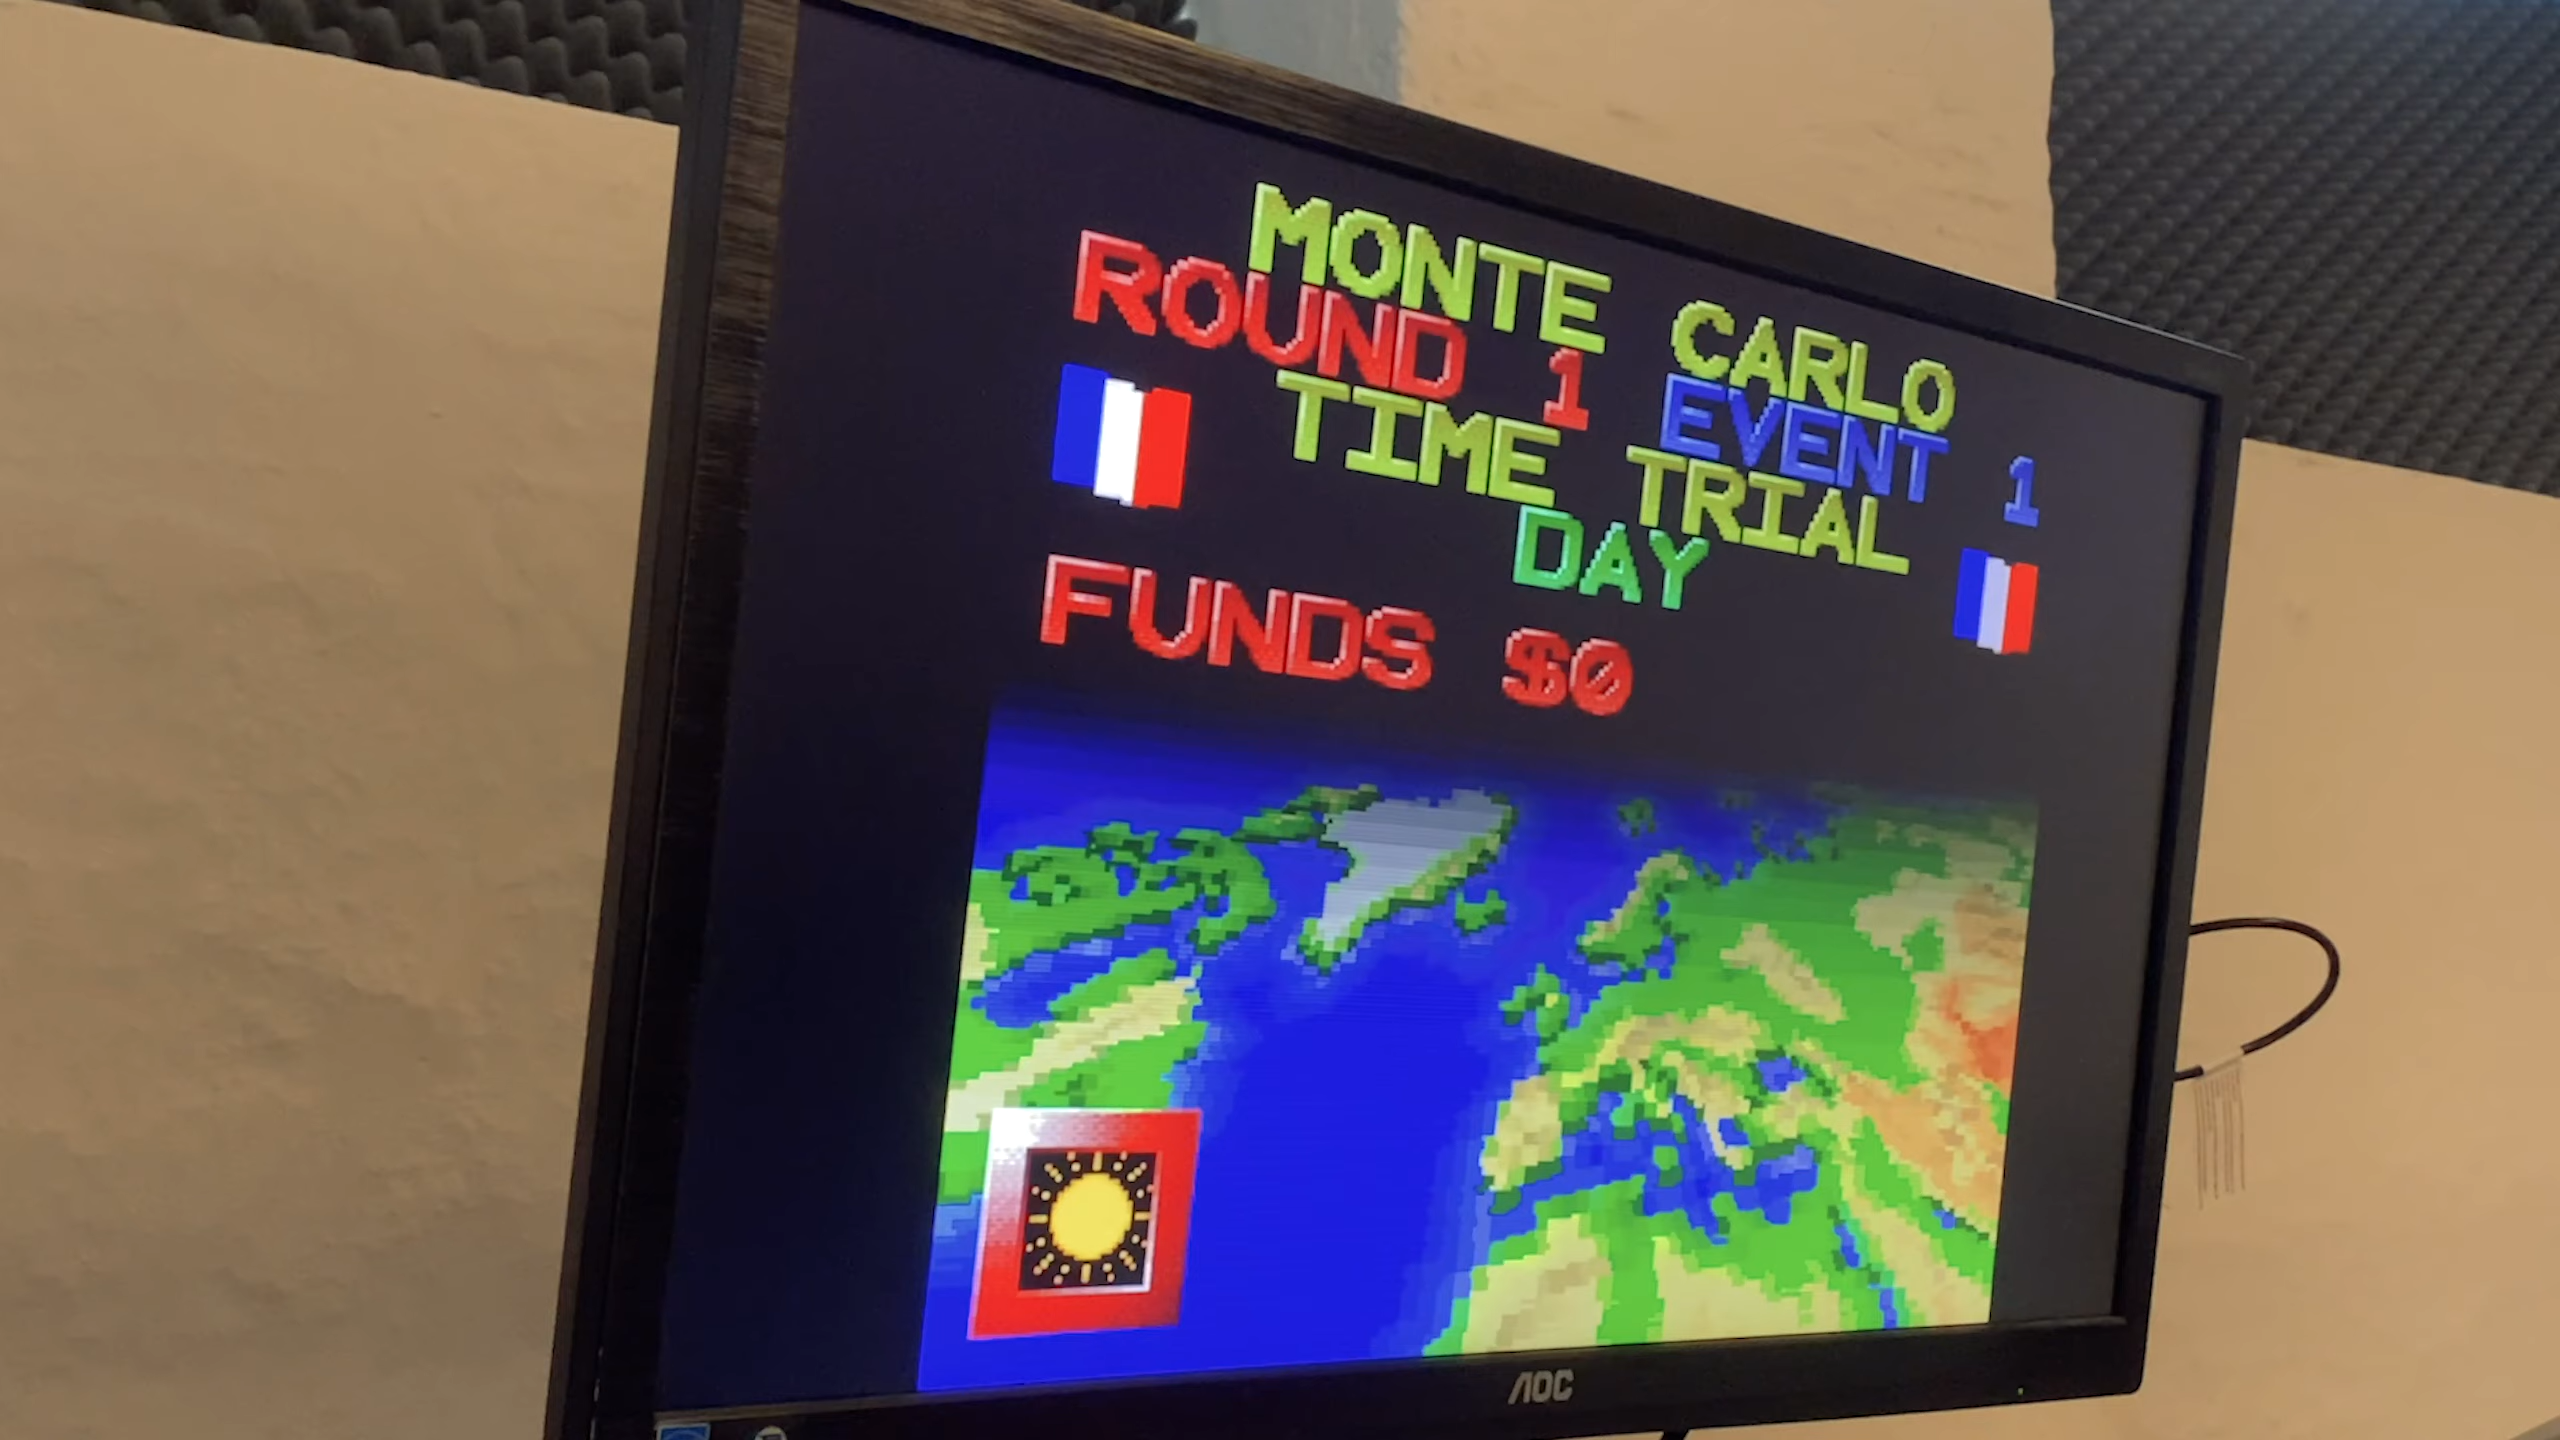 MONTE CARLO
ROUND 1 EVENT 1
TIME TRIAL
DAY
FUNDS $0
AOC